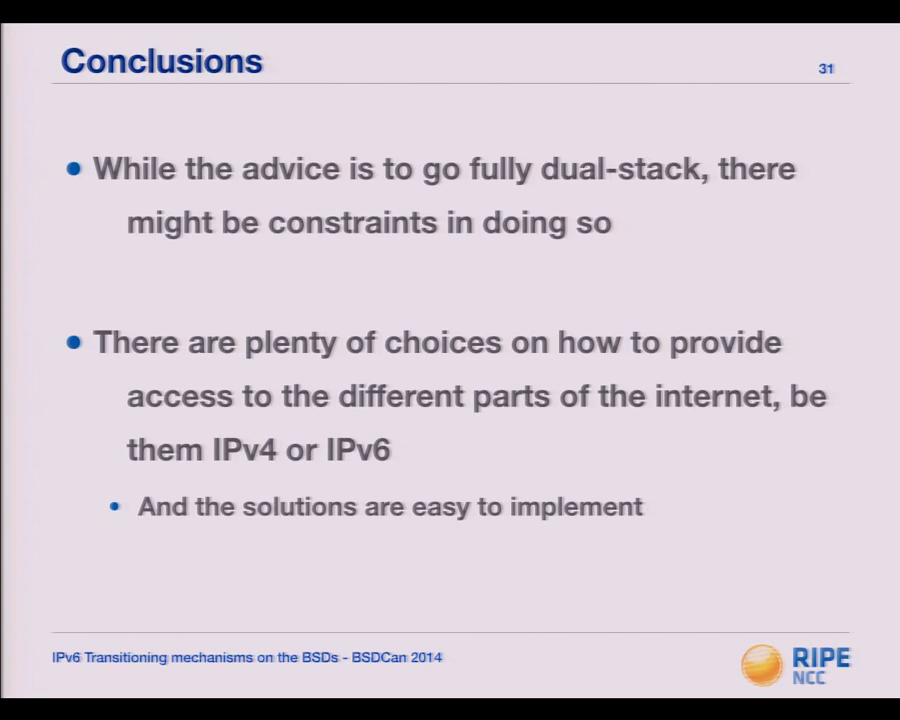 Conclusions
31
While the advice is to go fully dual-stack, there
might be constraints in doing so
There are plenty of choices on how to provide
access to the different parts of the internet, be
them IPv4 or IPv6
And the solutions are easy to implement
IPv6 Transitioning mechanisms on the BSDs - BSDCan 2014
RIPE
NCC